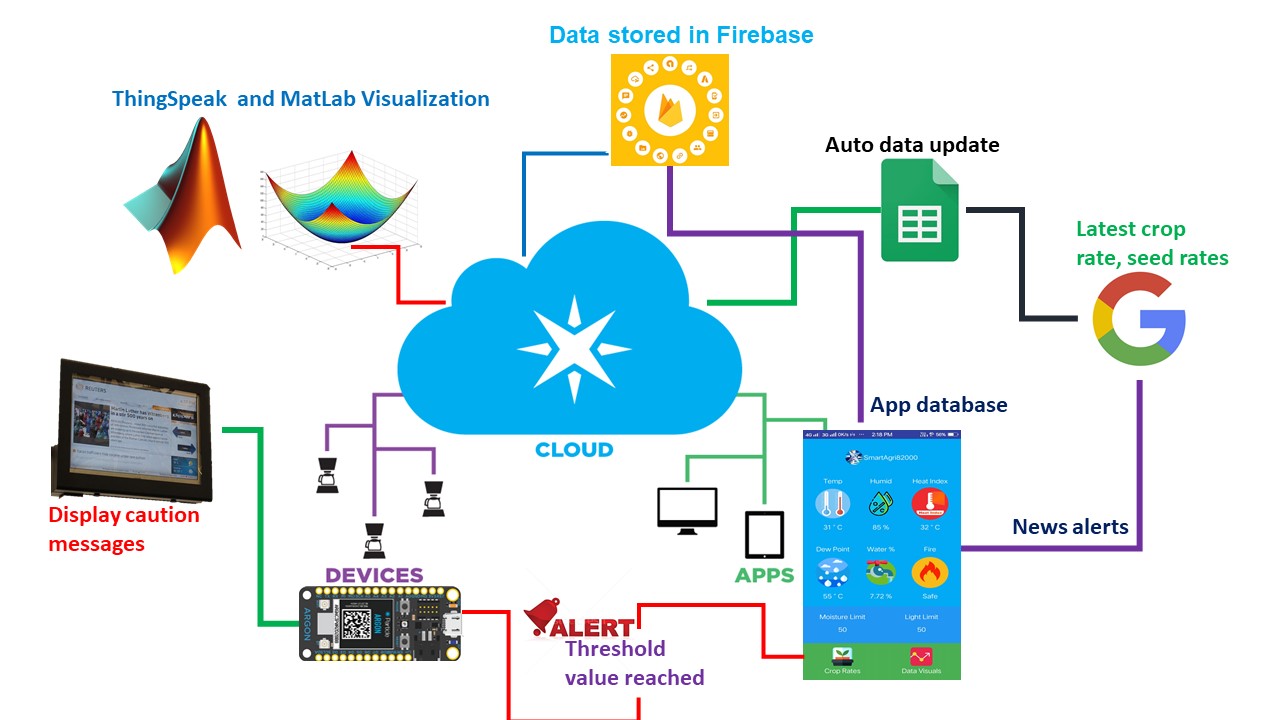 Data stored in Firebase
ThingSpeak and MatLab Visualization
Auto data update
Latest crop
rate, seed rates
CLOUD
App database
2:18 PM
SmartAgri82000
Temp Humid Heat Index
31 ° C 85 % 32 ° C
Dew Point Water % Fire
55 ° C 7.72 % Safe
Moisture Limit Light Limit
50 50
Crop Rates Data Visuals
News alerts
REUTERS
Display caution
messages
DEVICES
APPS
ARGON
Particle
ARGON
ALERT
Threshold
value reached